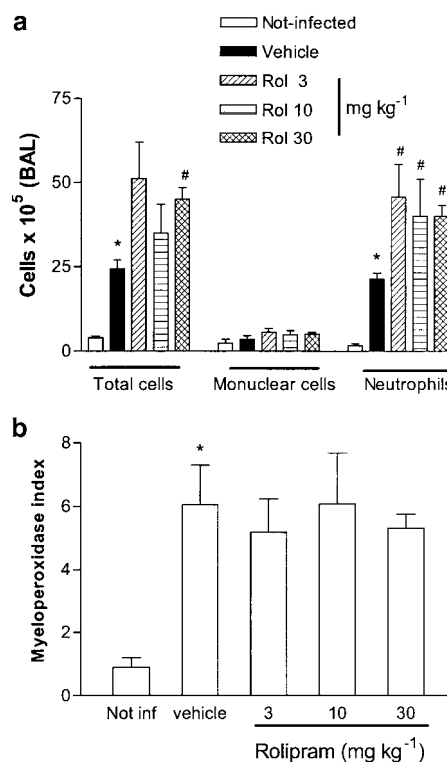 a
Not-infected
Vehicle
Rol 3
Rol 10
Rol 30
mg kg-1
Cells x 10^5 (BAL)
75
50
25
0
*
#
*
#
#
#
Total cells
Monuclear cells
Neutrophils
b
Myeloperoxidase index
8
6
4
2
0
*
Not inf
vehicle
3
10
30
Rolipram (mg kg-1)